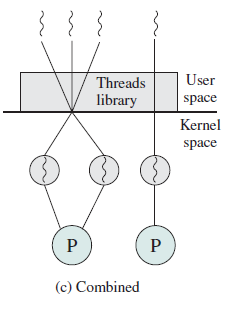 Threads
library
User
space
Kernel
space
P
P
(c) Combined